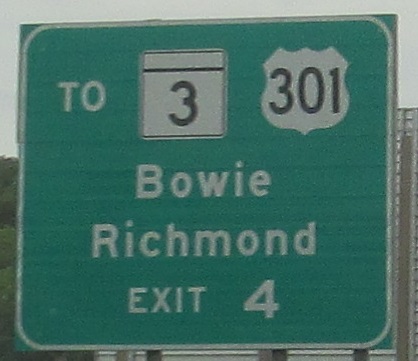 TO 3 301
Bowie
Richmond
EXIT 4